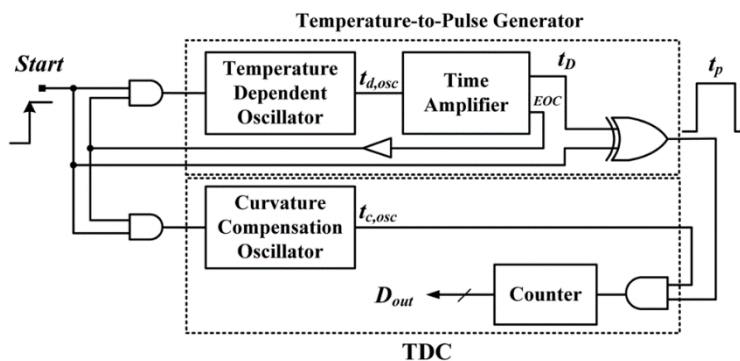 Temperature-to-Pulse Generator
Start
Temperature
Dependent
Oscillator
t_d,osc
Time
Amplifier
t_D
EOC
t_p
Curvature
Compensation
Oscillator
t_c,osc
D_out
Counter
TDC